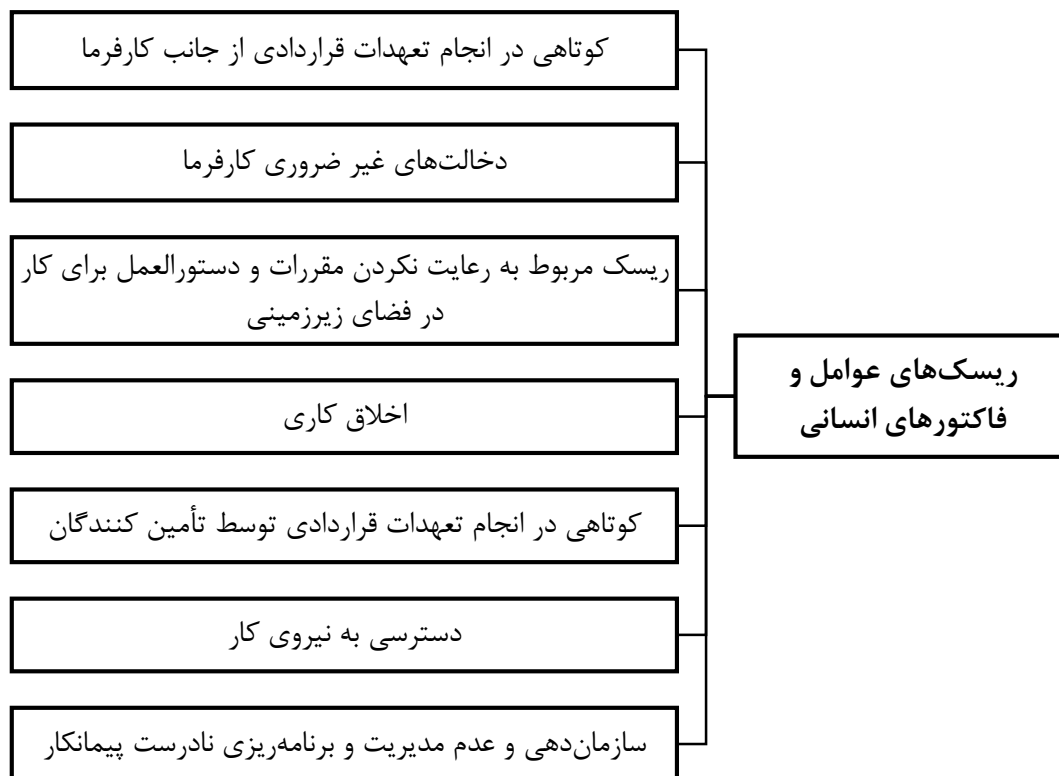 کوتاهی در انجام تعهدات قراردادی از جانب کارفرما
دخالت‌های غیر ضروری کارفرما
ریسک مربوط به رعایت نکردن مقررات و دستورالعمل برای کار
در فضای زیرزمینی
ریسک‌های عوامل و
فاکتورهای انسانی
اخلاق کاری
کوتاهی در انجام تعهدات قراردادی توسط تأمین کنندگان
دسترسی به نیروی کار
سازمان‌دهی و عدم مدیریت و برنامه‌ریزی نادرست پیمانکار